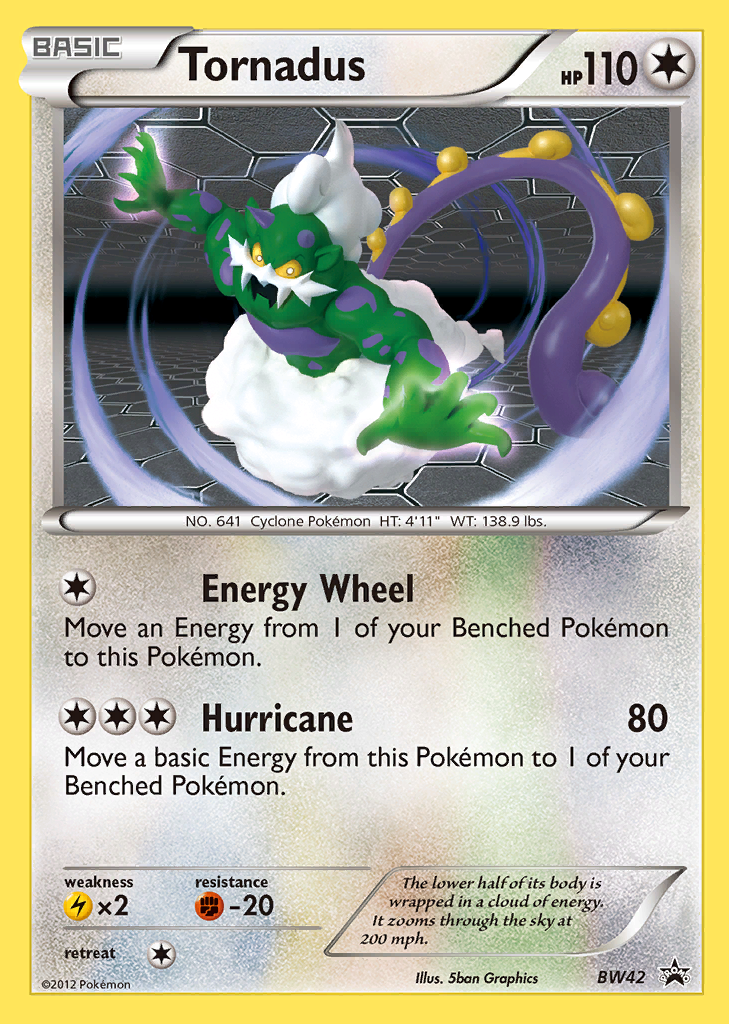 BASIC
Tornadus
HP110
NO. 641 Cyclone Pokémon HT: 4'11" WT: 138.9 lbs.
Energy Wheel
Move an Energy from 1 of your Benched Pokémon
to this Pokémon.
Hurricane 80
Move a basic Energy from this Pokémon to 1 of your
Benched Pokémon.
weakness
×2
resistance
-20
retreat
The lower half of its body is
wrapped in a cloud of energy.
It zooms through the sky at
200 mph.
©2012 Pokémon
Illus. 5ban Graphics
BW42
PROMO